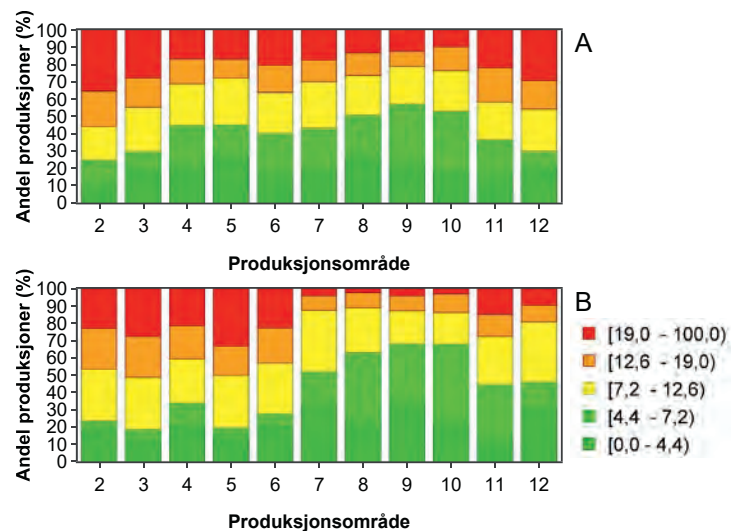 Andel produksjoner (%)
100
90
80
70
60
50
40
30
20
10
0
2 3 4 5 6 7 8 9 10 11 12
Produksjonsområde
A
Andel produksjoner (%)
100
90
80
70
60
50
40
30
20
10
0
2 3 4 5 6 7 8 9 10 11 12
Produksjonsområde
B
[19,0 - 100,0)
[12,6 - 19,0)
[7,2 - 12,6)
[4,4 - 7,2)
[0,0 - 4,4)